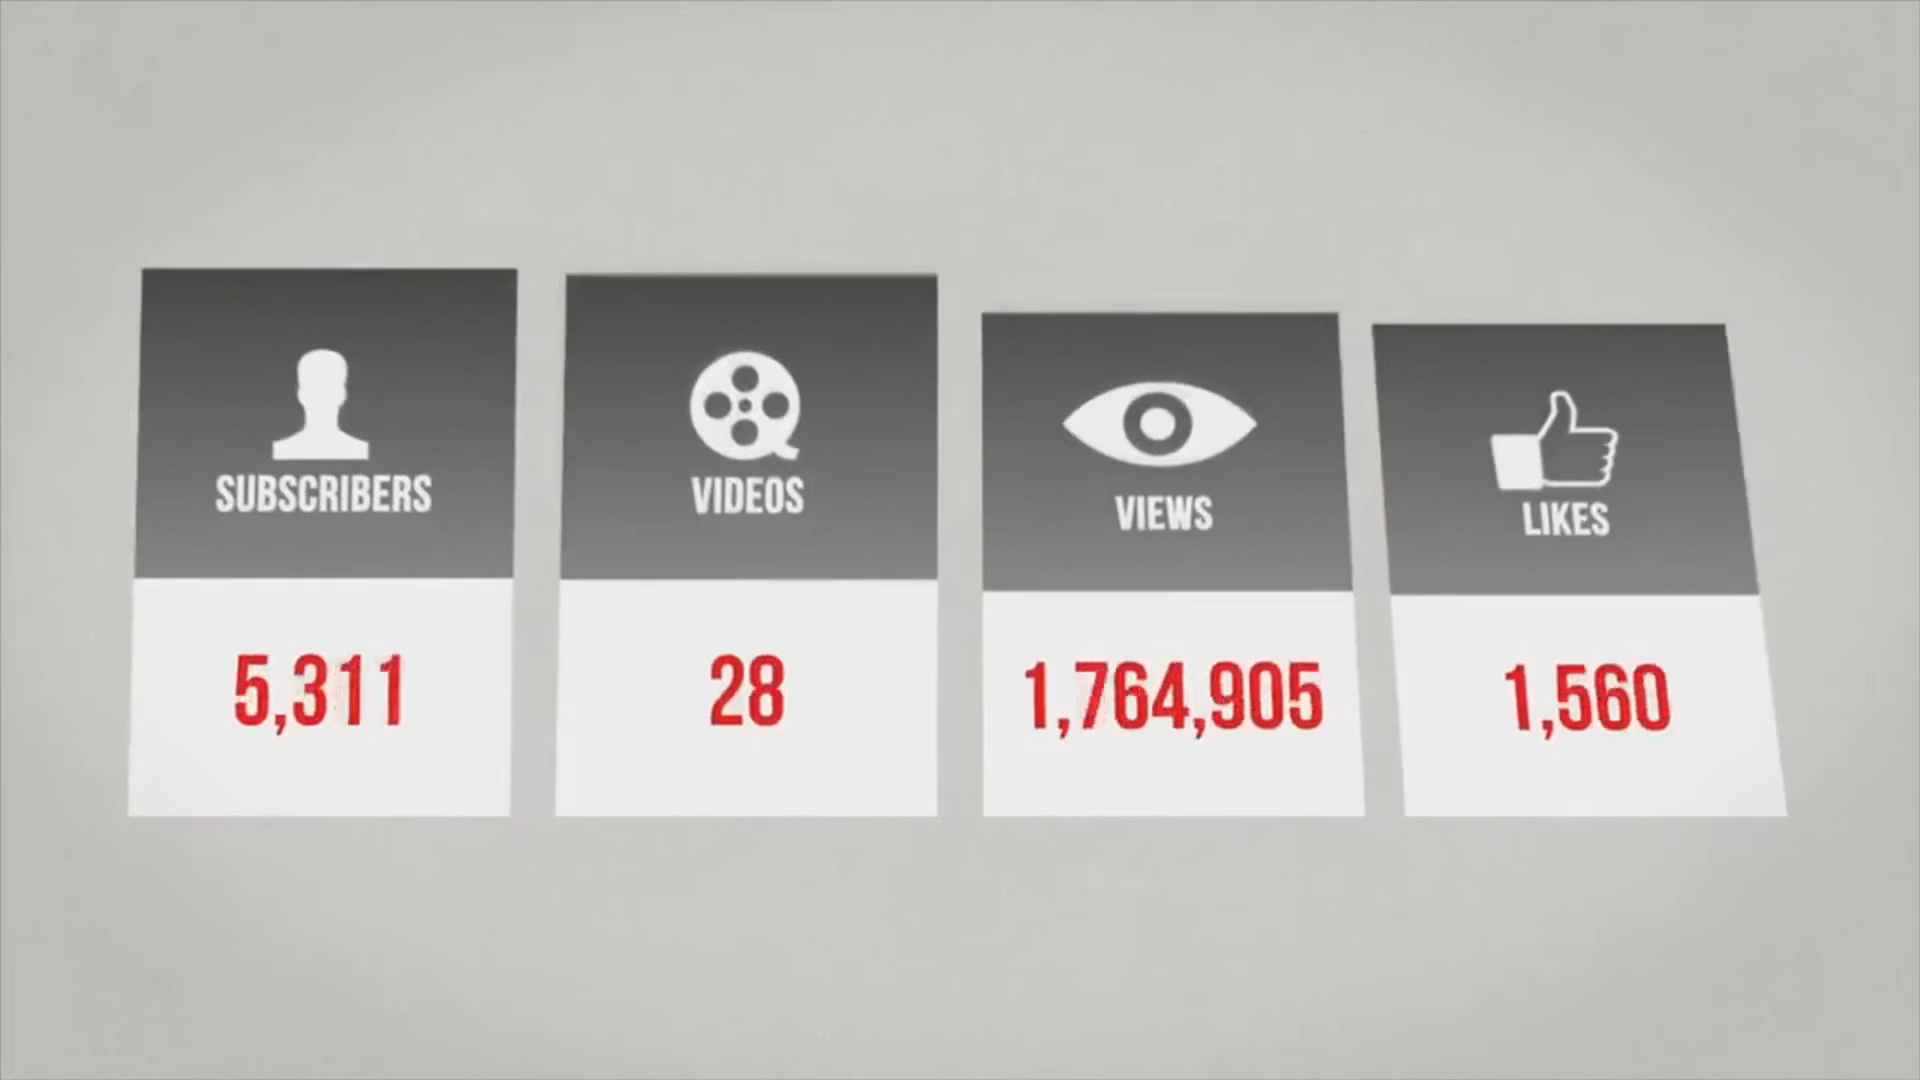 SUBSCRIBERS
5,311
VIDEOS
28
VIEWS
1,764,905
LIKES
1,560